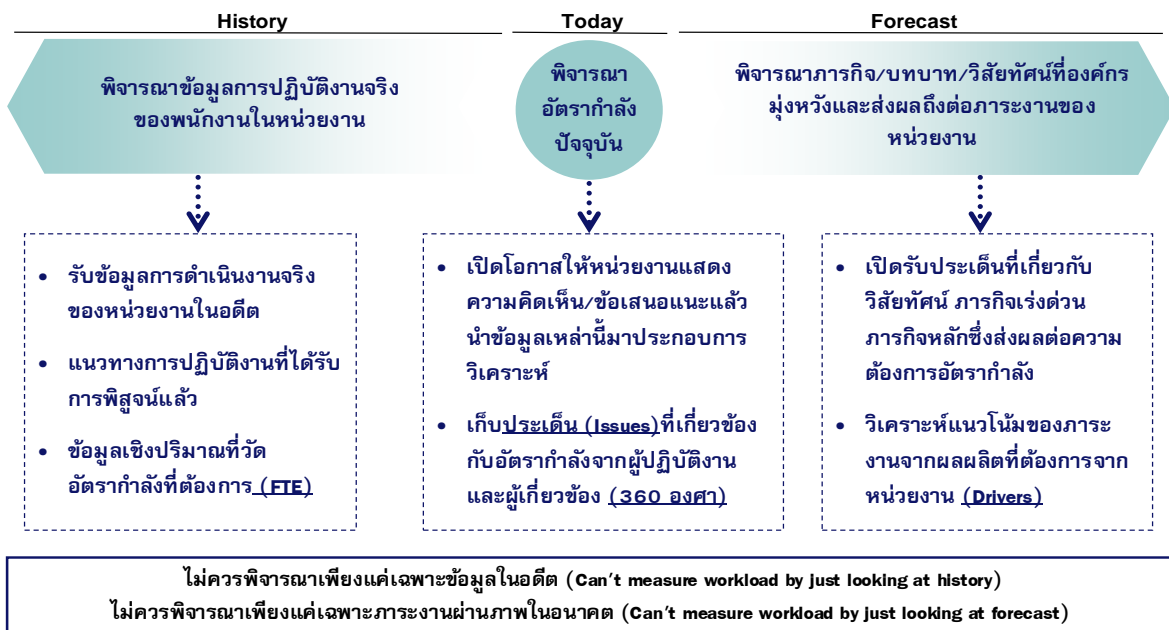 History
Today
Forecast
พิจารณาข้อมูลการปฏิบัติงานจริง
ของพนักงานในหน่วยงาน
พิจารณา
อัตรากำลัง
ปัจจุบัน
พิจารณาภารกิจ/บทบาท/วิสัยทัศน์ที่องค์กร
มุ่งหวังและส่งผลถึงต่อภาระงานของ
หน่วยงาน
• รับข้อมูลการดำเนินงานจริง
ของหน่วยงานในอดีต
• แนวทางการปฏิบัติงานที่ได้รับ
การพิสูจน์แล้ว
• ข้อมูลเชิงปริมาณที่วัด
อัตรากำลังที่ต้องการ (FTE)
• เปิดโอกาสให้หน่วยงานแสดง
ความคิดเห็น/ข้อเสนอแนะแล้ว
นำข้อมูลเหล่านี้มาประกอบการ
วิเคราะห์
• เก็บประเด็น (Issues)ที่เกี่ยวข้อง
กับอัตรากำลังจากผู้ปฏิบัติงาน
และผู้เกี่ยวข้อง (360 องศา)
• เปิดรับประเด็นที่เกี่ยวกับ
วิสัยทัศน์ ภารกิจเร่งด่วน
ภารกิจหลักซึ่งส่งผลต่อความ
ต้องการอัตรากำลัง
• วิเคราะห์แนวโน้มของภาระ
งานจากผลผลิตที่ต้องการจาก
หน่วยงาน (Drivers)
ไม่ควรพิจารณาเพียงแค่เฉพาะข้อมูลในอดีต (Can't measure workload by just looking at history)
ไม่ควรพิจารณาเพียงแค่เฉพาะภาระงานผ่านภาพในอนาคต (Can't measure workload by just looking at forecast)